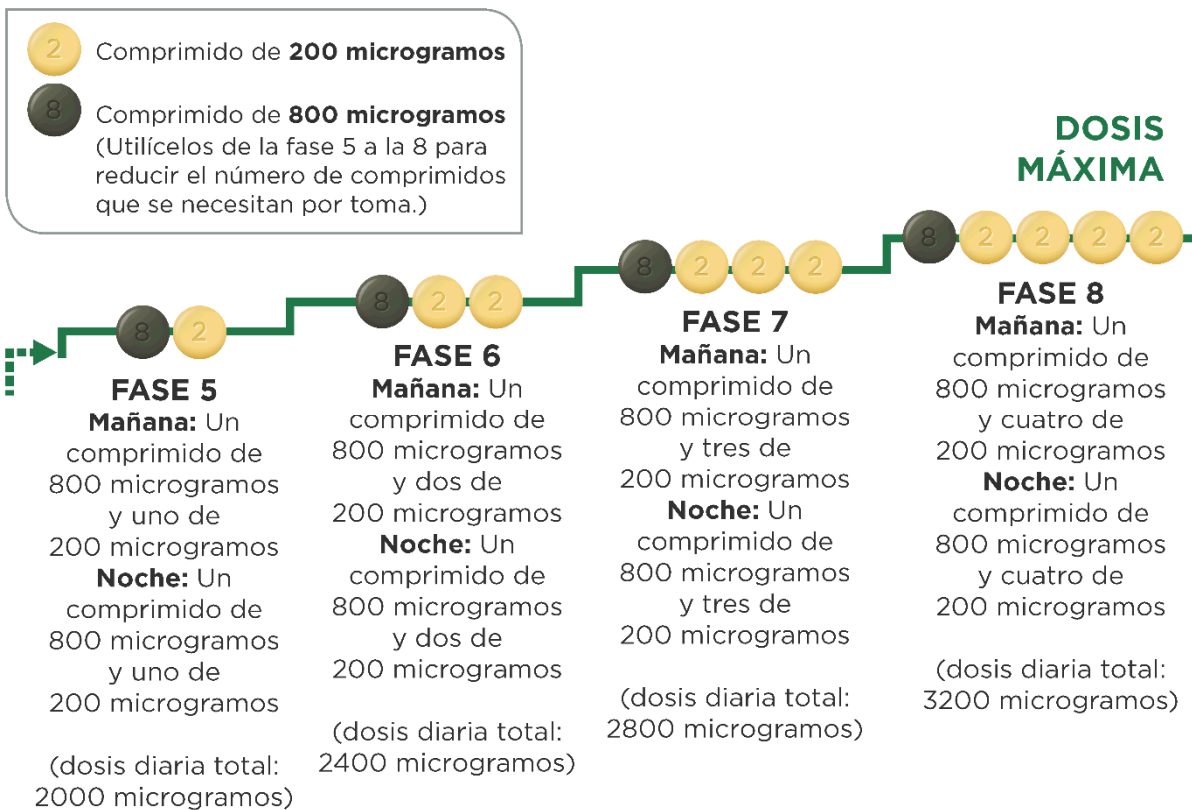 2 Comprimido de 200 microgramos
8 Comprimido de 800 microgramos
(Utilícelos de la fase 5 a la 8 para
reducir el número de comprimidos
que se necesitan por toma.)
DOSIS
MÁXIMA
8 2
FASE 5
Mañana: Un
comprimido de
800 microgramos
y uno de
200 microgramos
Noche: Un
comprimido de
800 microgramos
y uno de
200 microgramos
(dosis diaria total:
2000 microgramos)
8 2 2
FASE 6
Mañana: Un
comprimido de
800 microgramos
y dos de
200 microgramos
Noche: Un
comprimido de
800 microgramos
y dos de
200 microgramos
(dosis diaria total:
2400 microgramos)
8 2 2 2
FASE 7
Mañana: Un
comprimido de
800 microgramos
y tres de
200 microgramos
Noche: Un
comprimido de
800 microgramos
y tres de
200 microgramos
(dosis diaria total:
2800 microgramos)
8 2 2 2 2
FASE 8
Mañana: Un
comprimido de
800 microgramos
y cuatro de
200 microgramos
Noche: Un
comprimido de
800 microgramos
y cuatro de
200 microgramos
(dosis diaria total:
3200 microgramos)